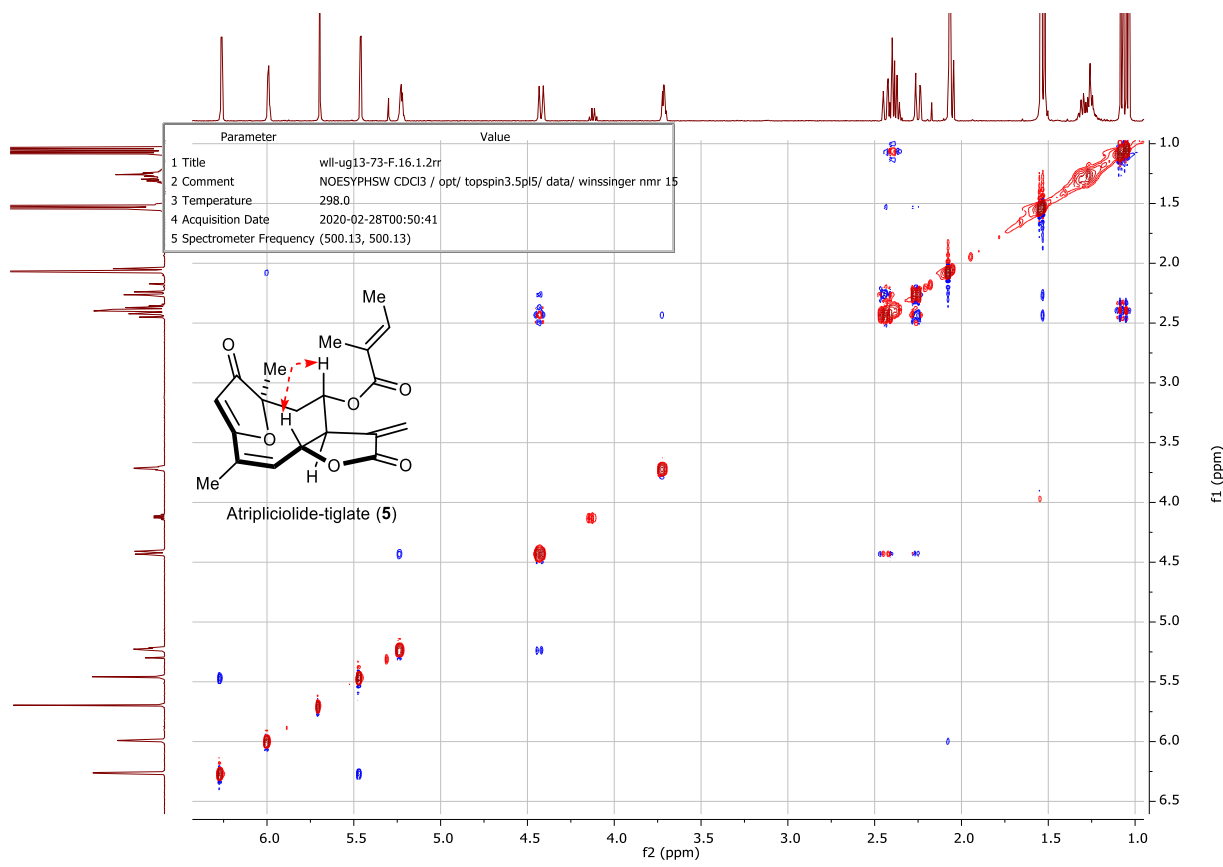 Parameter Value
1 Title wll-ug13-73-F.16.1.2rr
2 Comment NOESYPHSW CDCl3 / opt/ topspin3.5pl5/ data/ winssinger nmr 15
3 Temperature 298.0
4 Acquisition Date 2020-02-28T00:50:41
5 Spectrometer Frequency (500.13, 500.13)
Me
Me
H
O
Me
O
O
H
O
O
O
H
Me
Atripliciolide-tiglate (5)
1.0
1.5
2.0
2.5
3.0
3.5
4.0
4.5
5.0
5.5
6.0
6.5
f1 (ppm)
6.0 5.5 5.0 4.5 4.0 3.5 3.0 2.5 2.0 1.5 1.0
f2 (ppm)